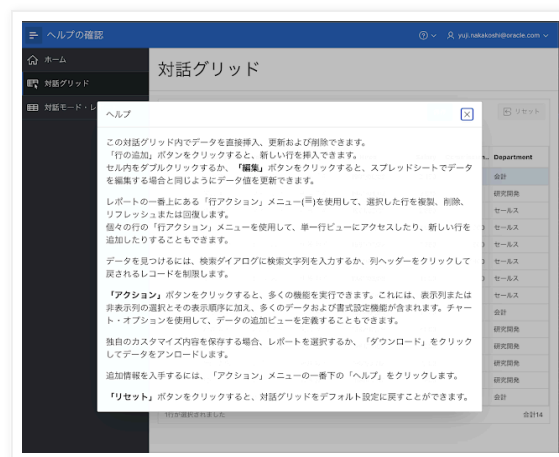 ヘルプの確認
yuji.nakakoshi@oracle.com
ホーム
対話グリッド
対話グリッド
対話モード・レ
リセット
ヘルプ
この対話グリッド内でデータを直接挿入、更新および削除できます。
「行の追加」ボタンをクリックすると、新しい行を挿入できます。
セル内をダブルクリックするか、「編集」ボタンをクリックすると、スプレッドシートでデータ
を編集する場合と同じようにデータ値を更新できます。
レポートの一番上にある「行アクション」メニュー(≡)を使用して、選択した行を複製、削除、
リフレッシュまたは回復します。
個々の行の「行アクション」メニューを使用して、単一行ビューにアクセスしたり、新しい行を
追加したりすることもできます。
データを見つけるには、検索ダイアログに検索文字列を入力するか、列ヘッダーをクリックして
戻されるレコードを制限します。
「アクション」ボタンをクリックすると、多くの機能を実行できます。これには、表示列または
非表示列の選択とその表示順序に加え、多くのデータおよび書式設定機能が含まれます。チャー
ト・オプションを使用して、データの追加ビューを定義することもできます。
独自のカスタマイズ内容を保存する場合、レポートを選択するか、「ダウンロード」をクリック
してデータをアンロードします。
追加情報を入手するには、「アクション」メニューの一番下の「ヘルプ」をクリックします。
「リセット」ボタンをクリックすると、対話グリッドをデフォルト設定に戻すことができます。
Department
会計
研究開発
セールス
セールス
セールス
セールス
セールス
セールス
会計
研究開発
研究開発
研究開発
研究開発
会計
1行が選択されました
合計14